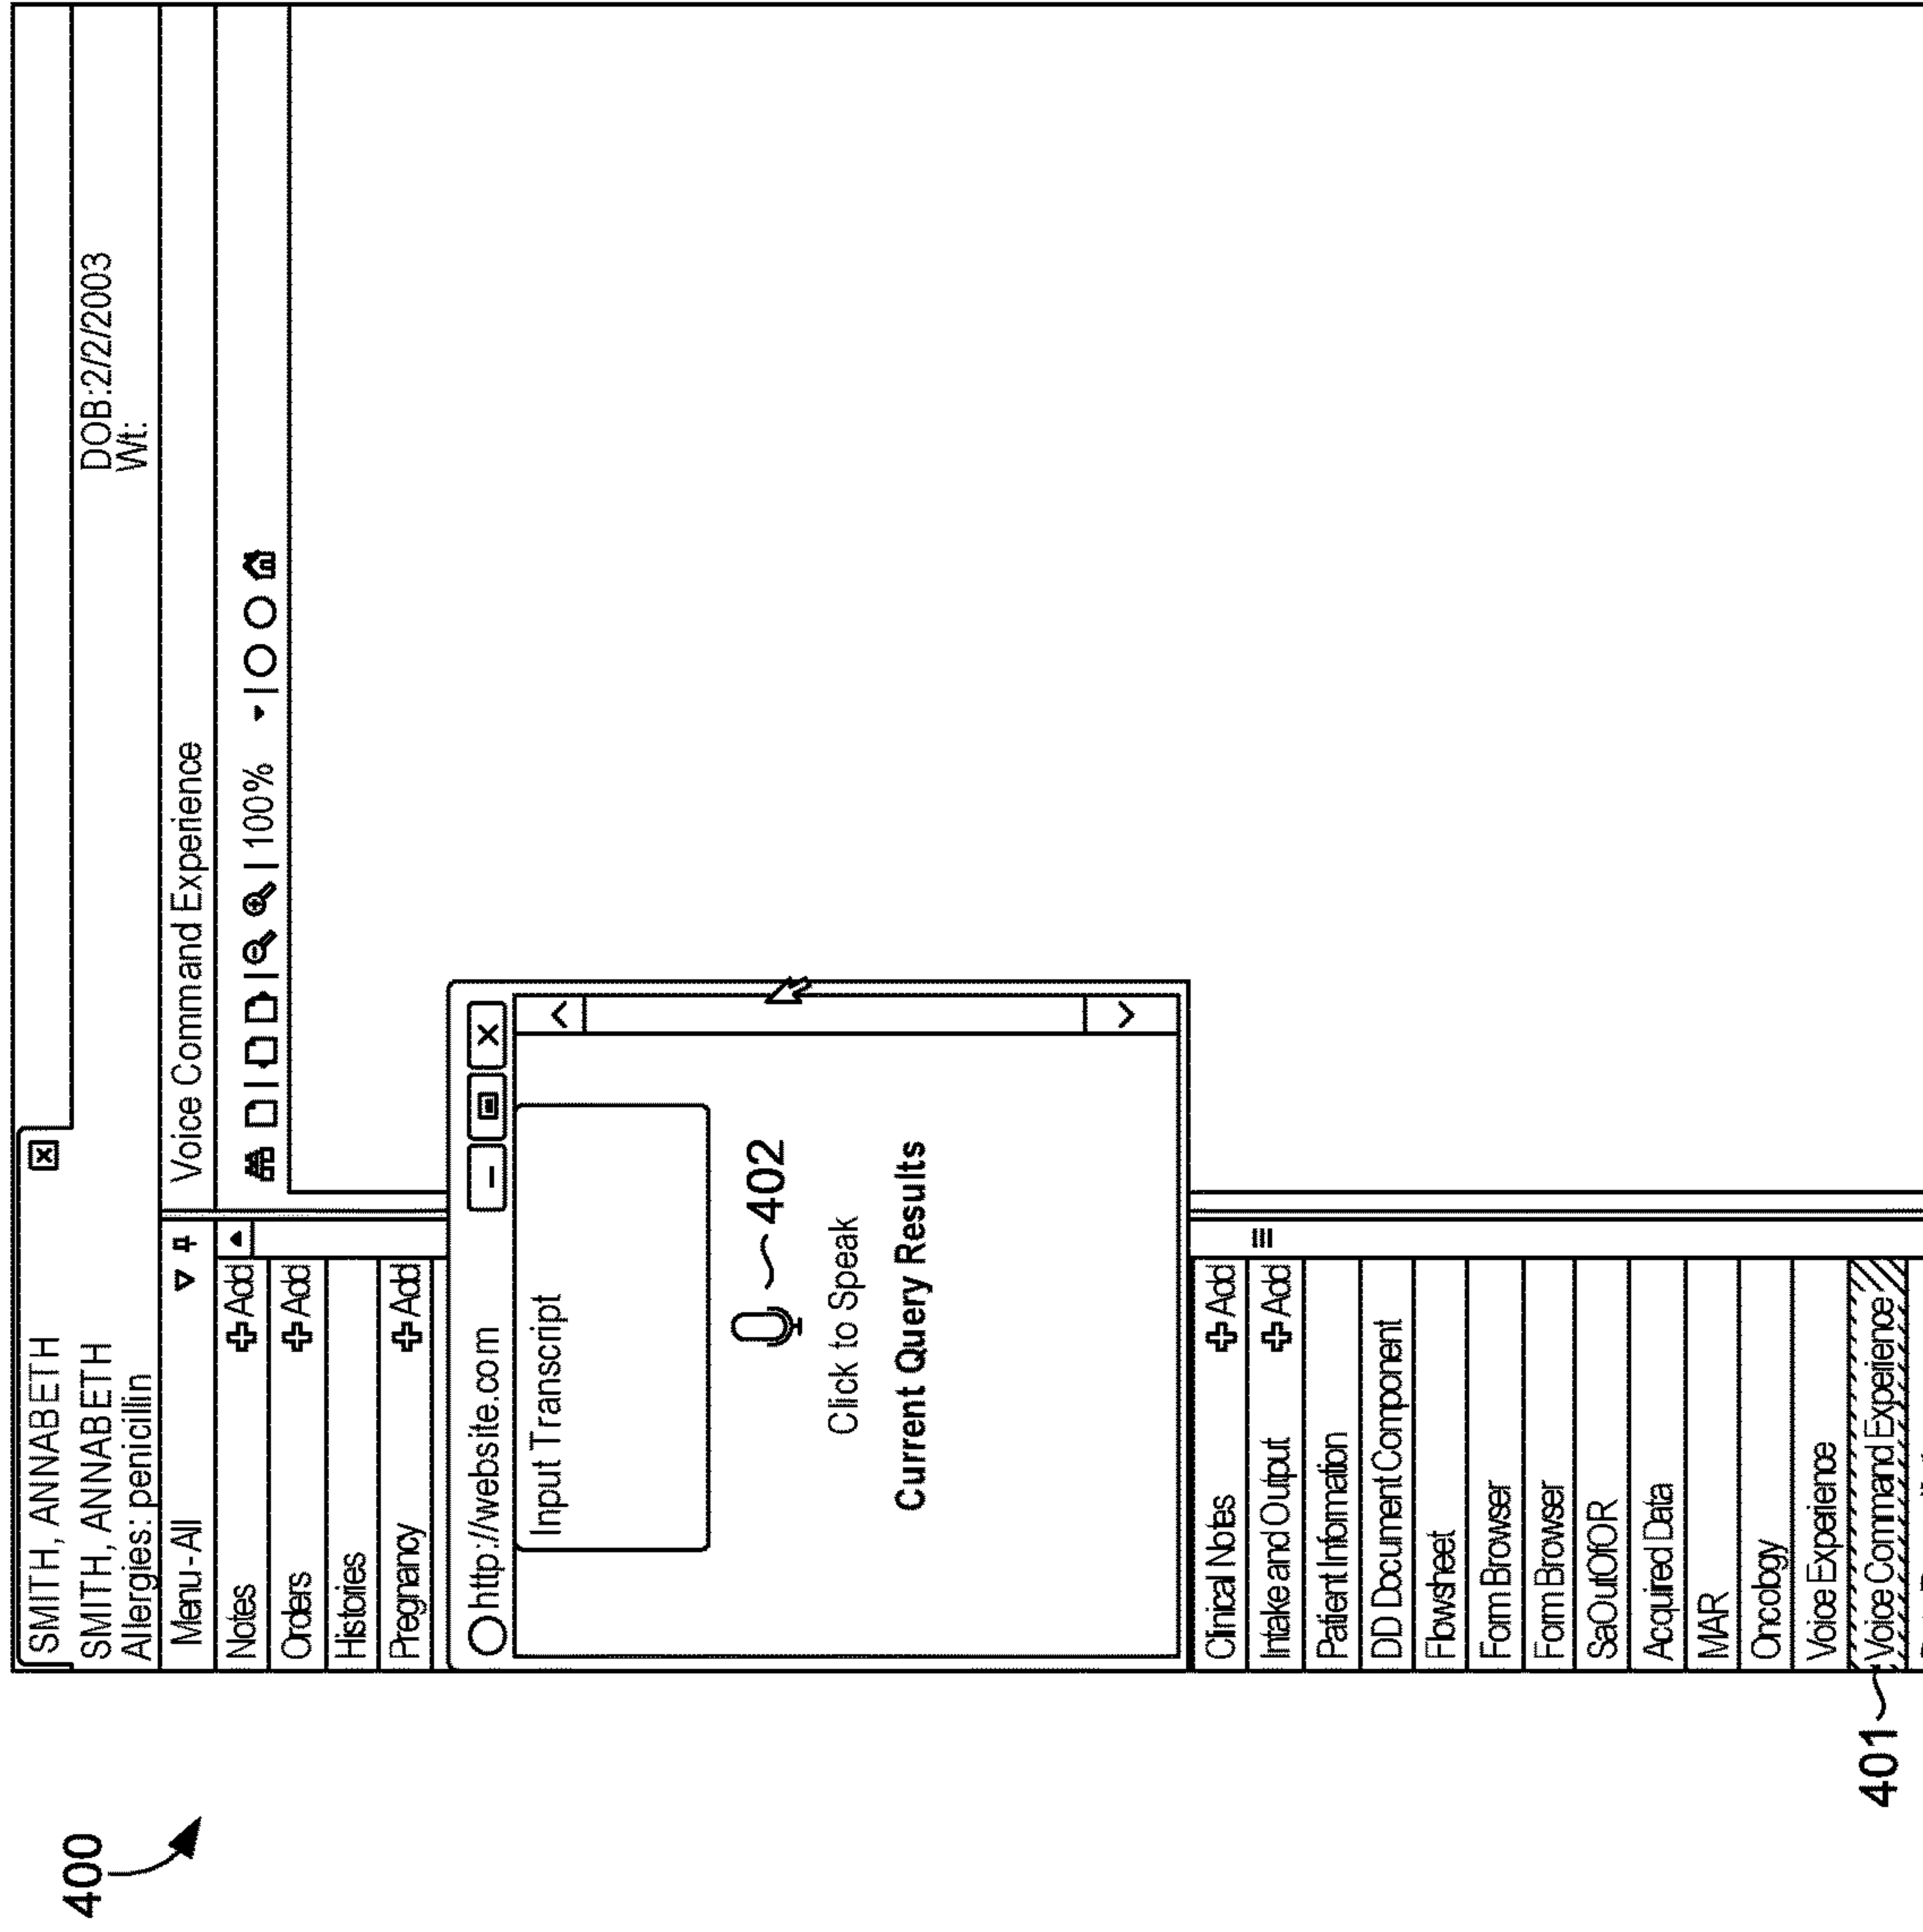 400
SMITH, ANNABETH
SMITH, ANNABETH
Allergies: penicillin
DOB:2/2/2003
Wt:
Menu - All
Voice Command Experience
100%
Notes Add
Orders Add
Histories
Pregnancy Add
http://website.com
Input Transcript
402
Click to Speak
Current Query Results
Clinical Notes Add
Intake and Output Add
Patient Information
DD Document Component
Flowsheet
Form Browser
Form Browser
SaOutOfOR
Acquired Data
MAR
Oncology
Voice Experience
Voice Command Experience
401